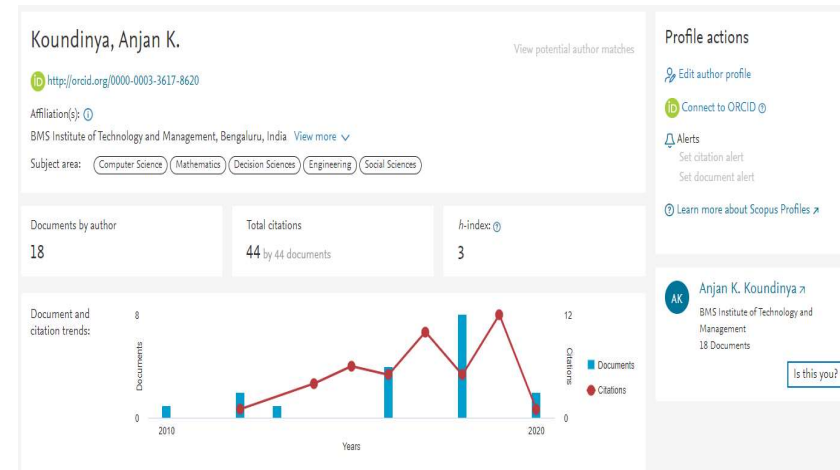 Koundinya, Anjan K.
View potential author matches
iD http://orcid.org/0000-0003-3617-8620
Affiliation(s):
BMS Institute of Technology and Management, Bengaluru, India View more
Subject area: Computer Science Mathematics Decision Sciences Engineering Social Sciences
Documents by author
18
Total citations
44 by 44 documents
h-index:
3
Document and
citation trends:
8
0
Documents
2010
2020
Years
12
0
Citations
Documents
Citations
Profile actions
Edit author profile
iD Connect to ORCID
Alerts
Set citation alert
Set document alert
Learn more about Scopus Profiles
AK
Anjan K. Koundinya
BMS Institute of Technology and
Management
18 Documents
Is this you?